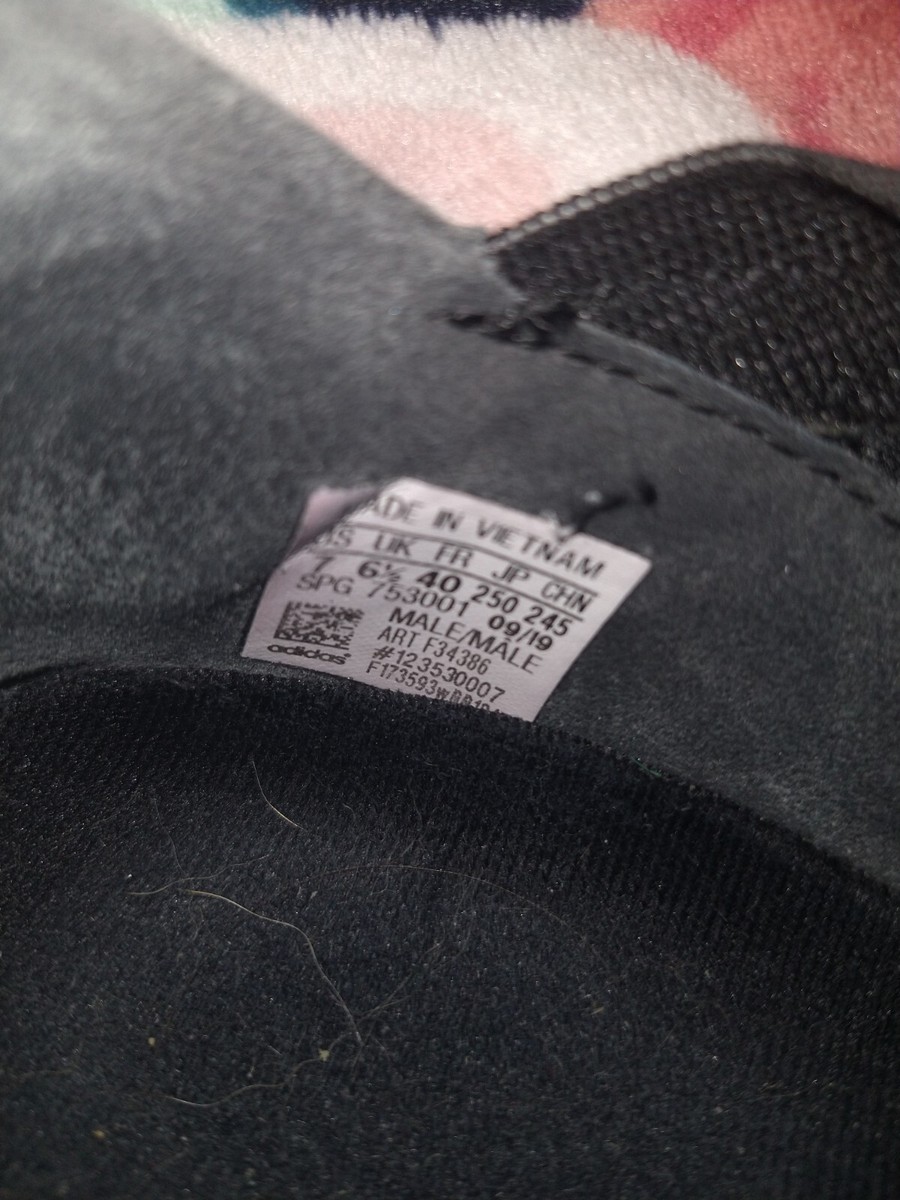 ADE IN VIETNAM
US UK FR JP CHN
7 6½ 40 250 245
SPG 753001 09/19
MALE/MALE
ART F34386
#123530007
adidas